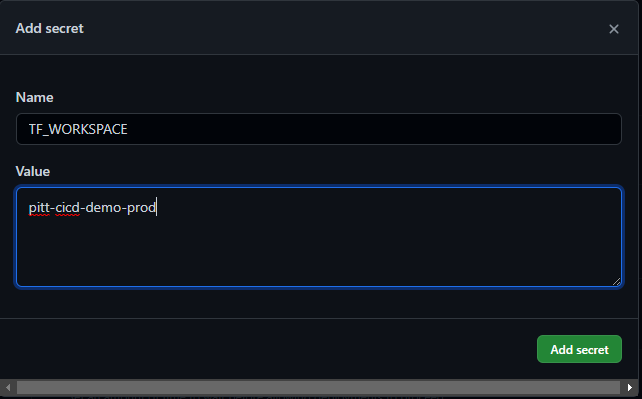 Add secret
Name
TF_WORKSPACE
Value
pitt-cicd-demo-prod
Add secret